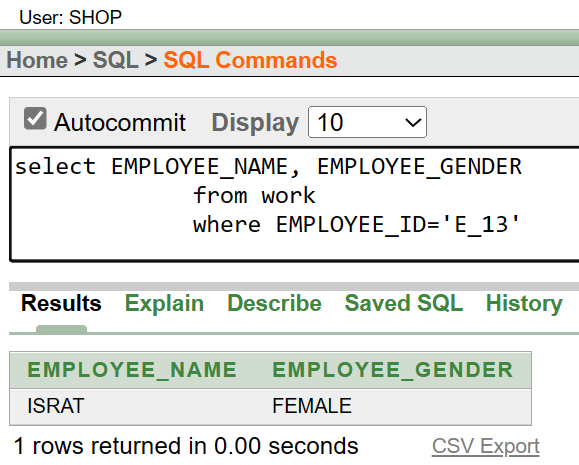 User: SHOP
Home > SQL > SQL Commands
Autocommit Display 10
select EMPLOYEE_NAME, EMPLOYEE_GENDER
from work
where EMPLOYEE_ID='E_13'
Results Explain Describe Saved SQL History
EMPLOYEE_NAME EMPLOYEE_GENDER
ISRAT FEMALE
1 rows returned in 0.00 seconds CSV Export